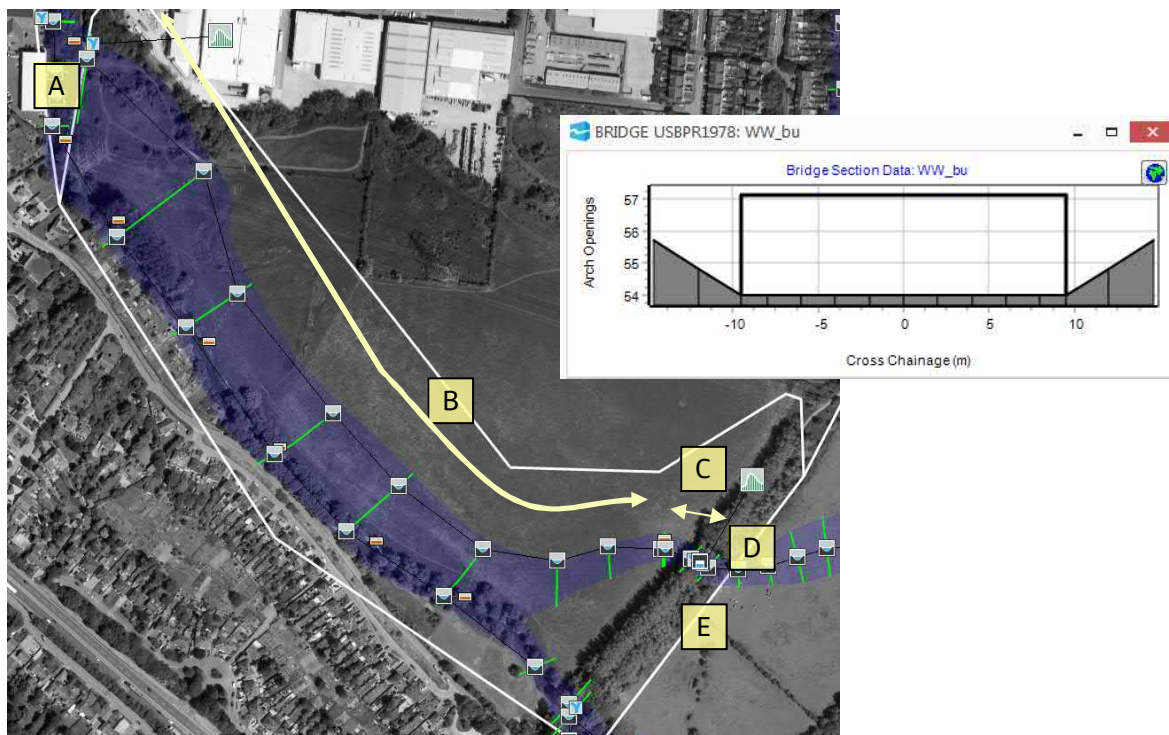 A
B
C
D
E
BRIDGE USBPR1978: WW_bu
Bridge Section Data: WW_bu
Arch Openings
57
56
55
54
-10
-5
0
5
10
Cross Chainage (m)